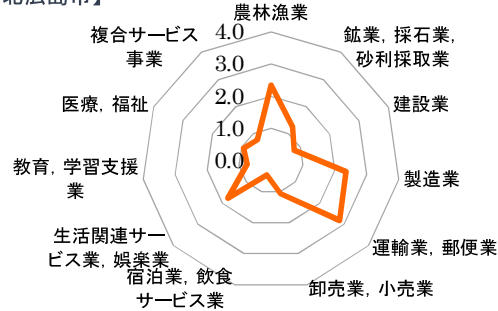 北広島市】
農林漁業
鉱業, 採石業,
砂利採取業
建設業
製造業
運輸業, 郵便業
卸売業, 小売業
宿泊業, 飲食
サービス業
生活関連サー
ビス業, 娯楽業
教育, 学習支援
業
医療, 福祉
複合サービス
事業
4.0
3.0
2.0
1.0
0.0